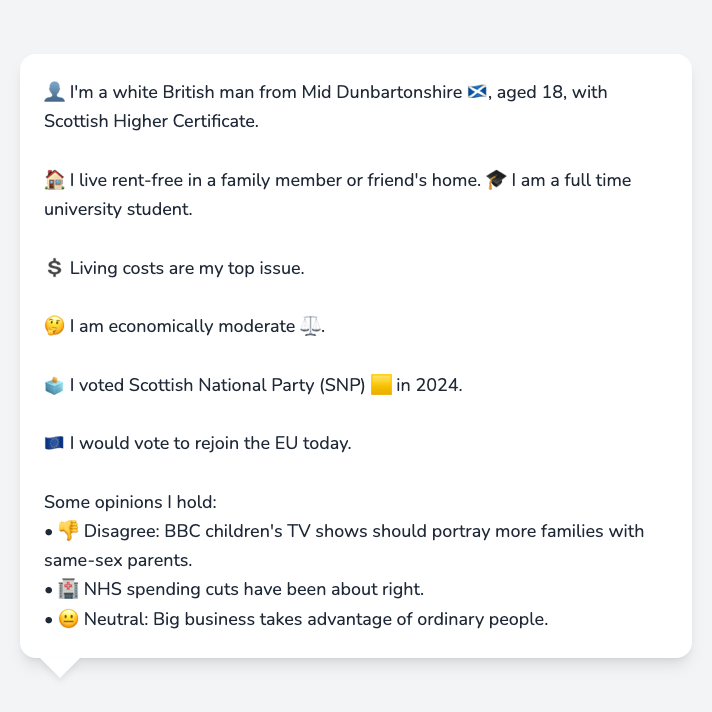 👤 I'm a white British man from Mid Dunbartonshire 🏴󠁧󠁢󠁳󠁣󠁴󠁿, aged 18, with
Scottish Higher Certificate.
🏠 I live rent-free in a family member or friend's home. 🎓 I am a full time
university student.
💲 Living costs are my top issue.
🤔 I am economically moderate ⚖️.
🗳️ I voted Scottish National Party (SNP) 🟨 in 2024.
🇪🇺 I would vote to rejoin the EU today.
Some opinions I hold:
• 👎 Disagree: BBC children's TV shows should portray more families with
same-sex parents.
• 🏥 NHS spending cuts have been about right.
• 😐 Neutral: Big business takes advantage of ordinary people.